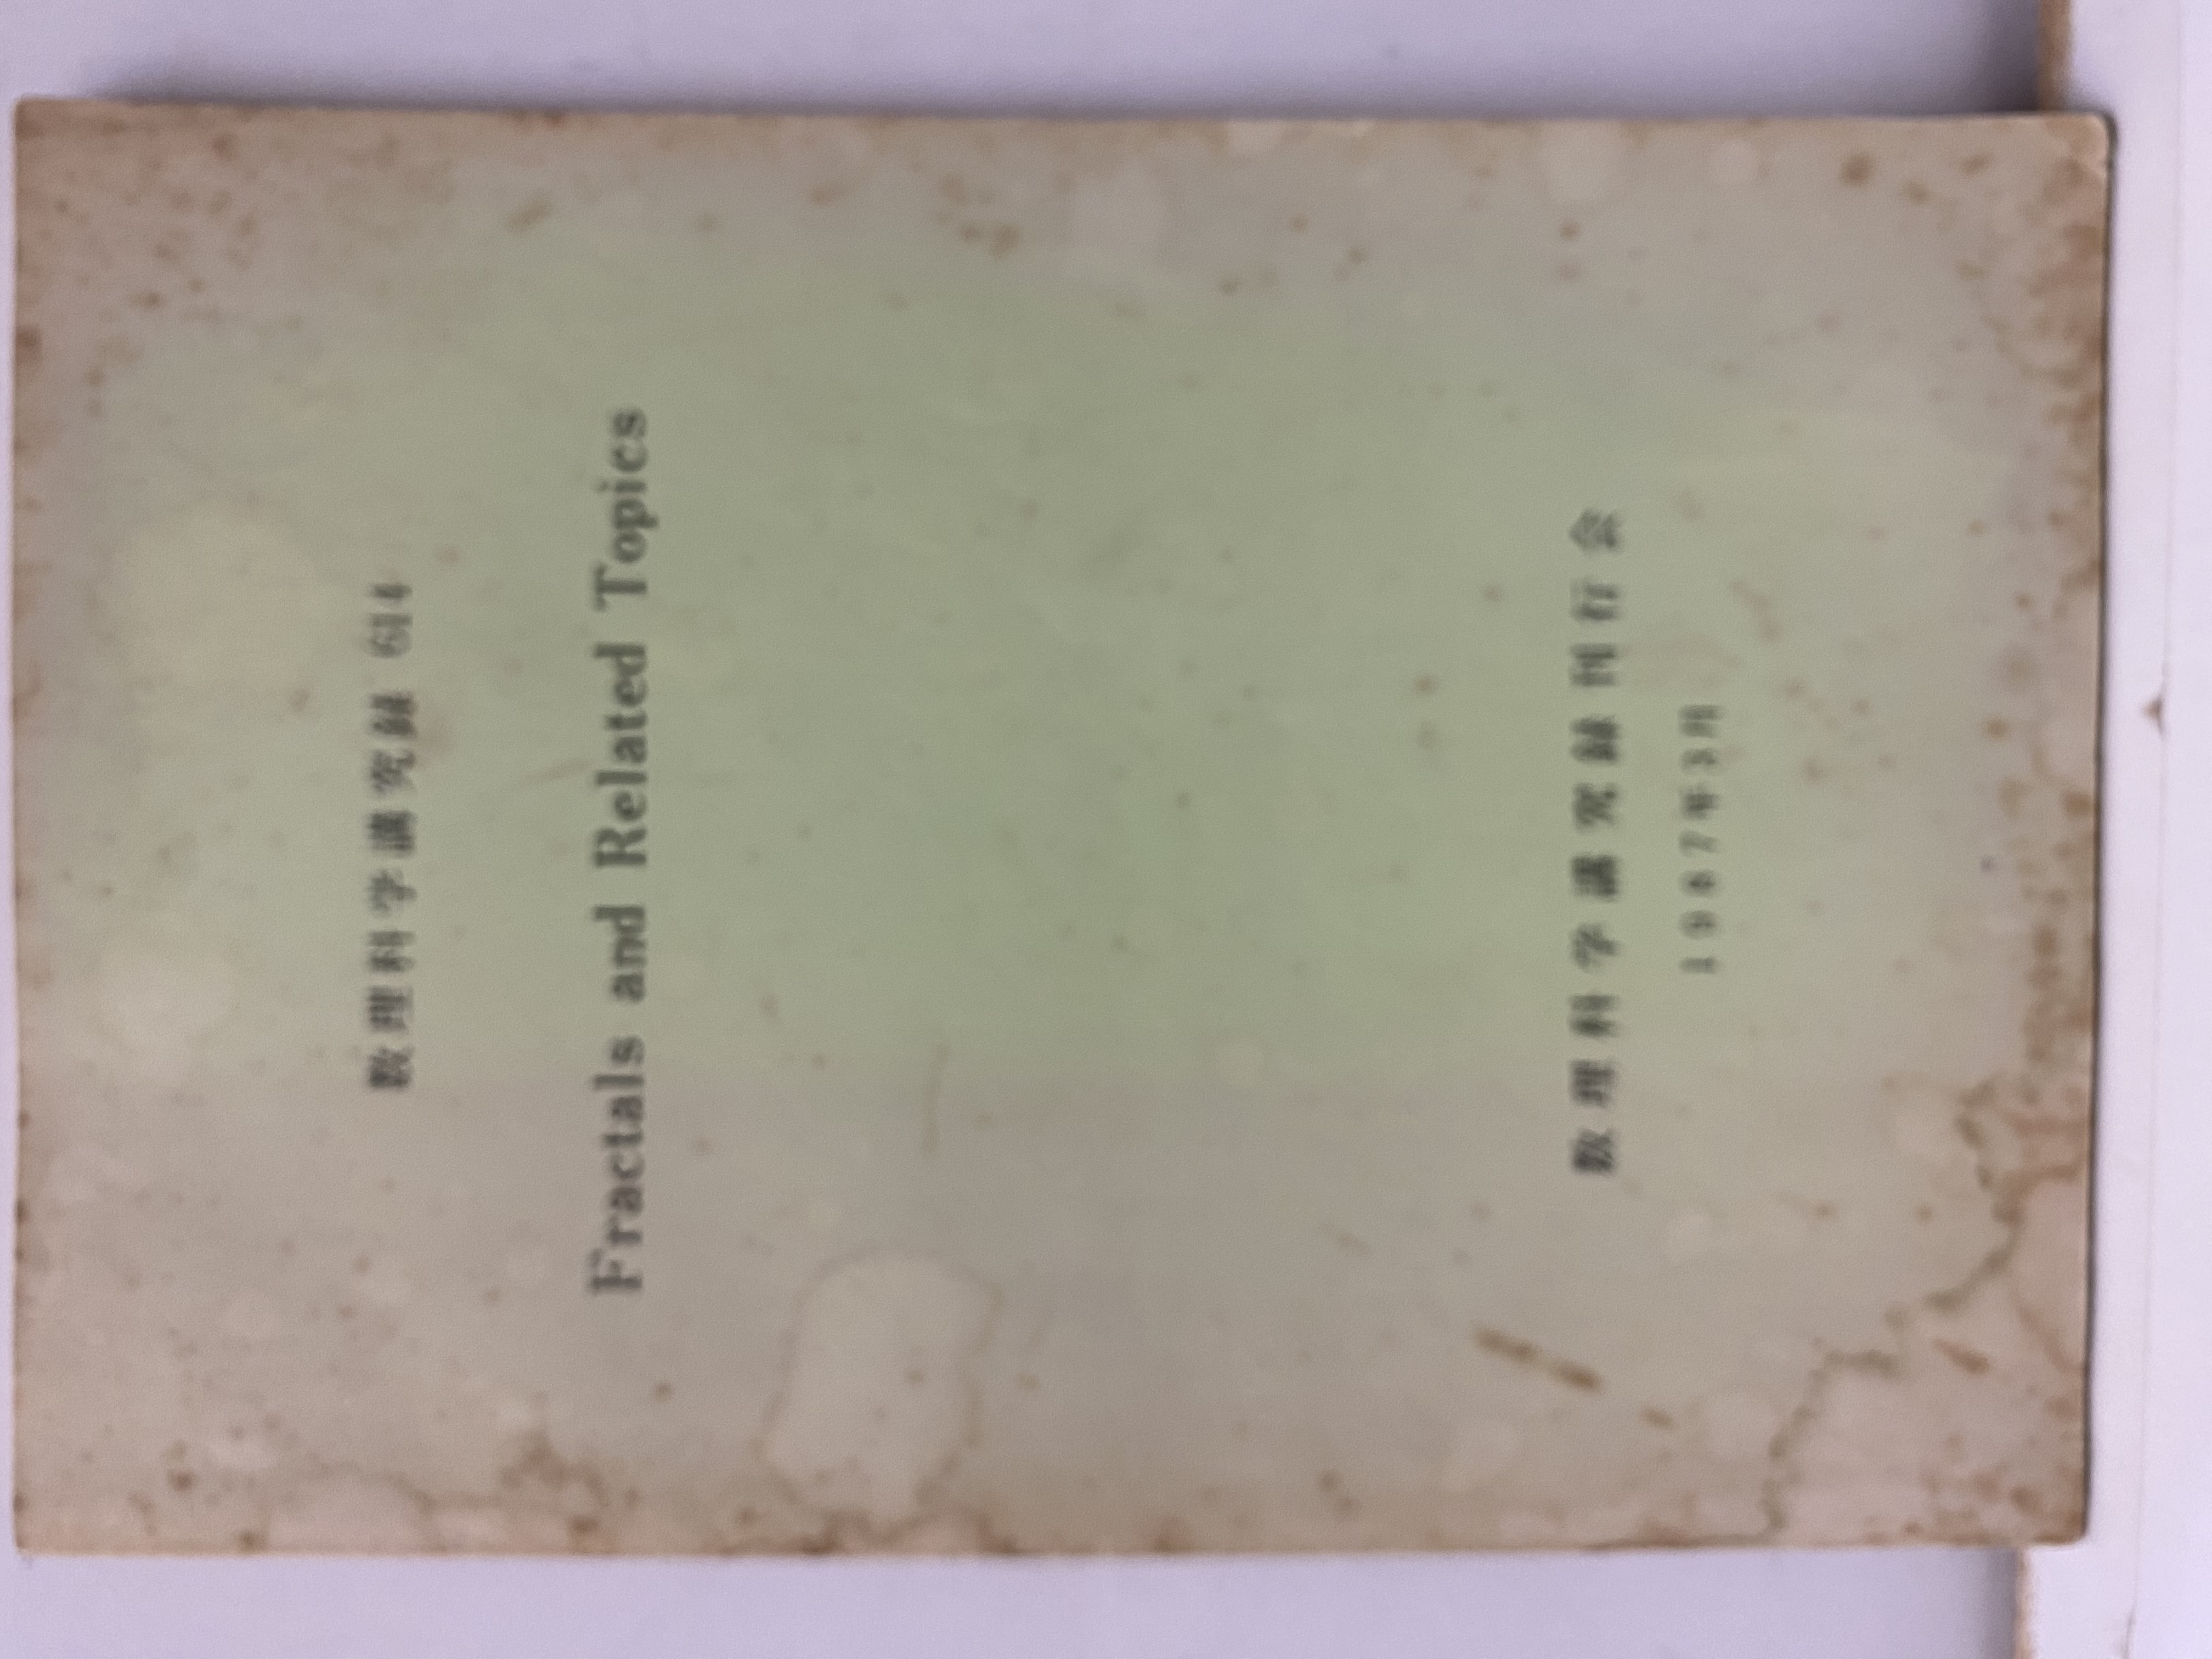 数理科学講究録 614
Fractals and Related Topics
数理科学講究録刊行会
1987年3月